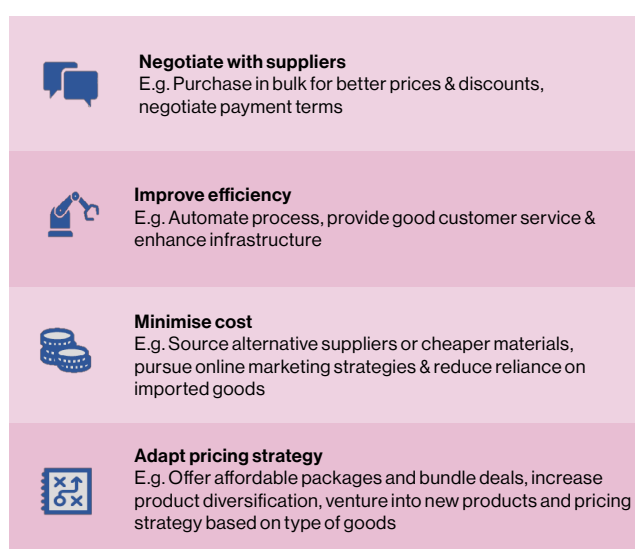 Negotiate with suppliers
E.g. Purchase in bulk for better prices & discounts,
negotiate payment terms
Improve efficiency
E.g. Automate process, provide good customer service &
enhance infrastructure
Minimise cost
E.g. Source alternative suppliers or cheaper materials,
pursue online marketing strategies & reduce reliance on
imported goods
Adapt pricing strategy
E.g. Offer affordable packages and bundle deals, increase
product diversification, venture into new products and pricing
strategy based on type of goods